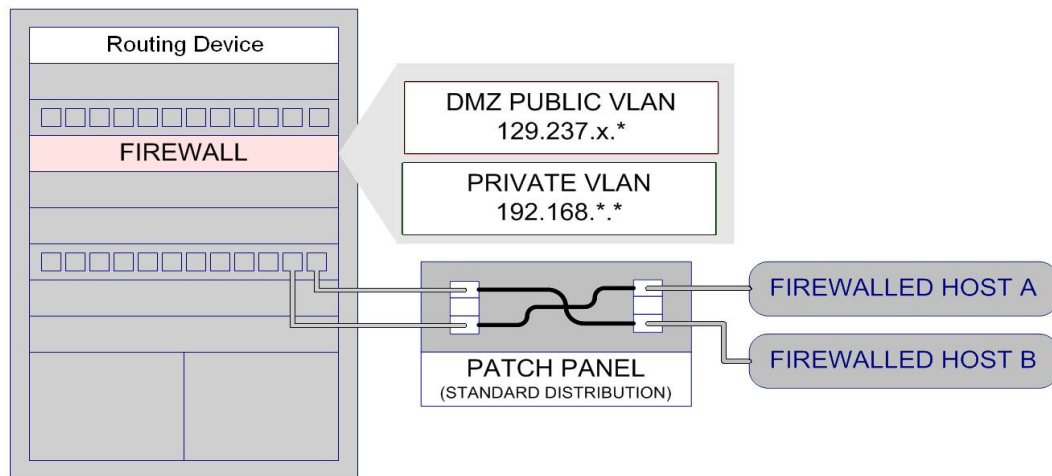 Routing Device
FIREWALL
DMZ PUBLIC VLAN
129.237.x.*
PRIVATE VLAN
192.168.*.*
PATCH PANEL
(STANDARD DISTRIBUTION)
FIREWALLED HOST A
FIREWALLED HOST B